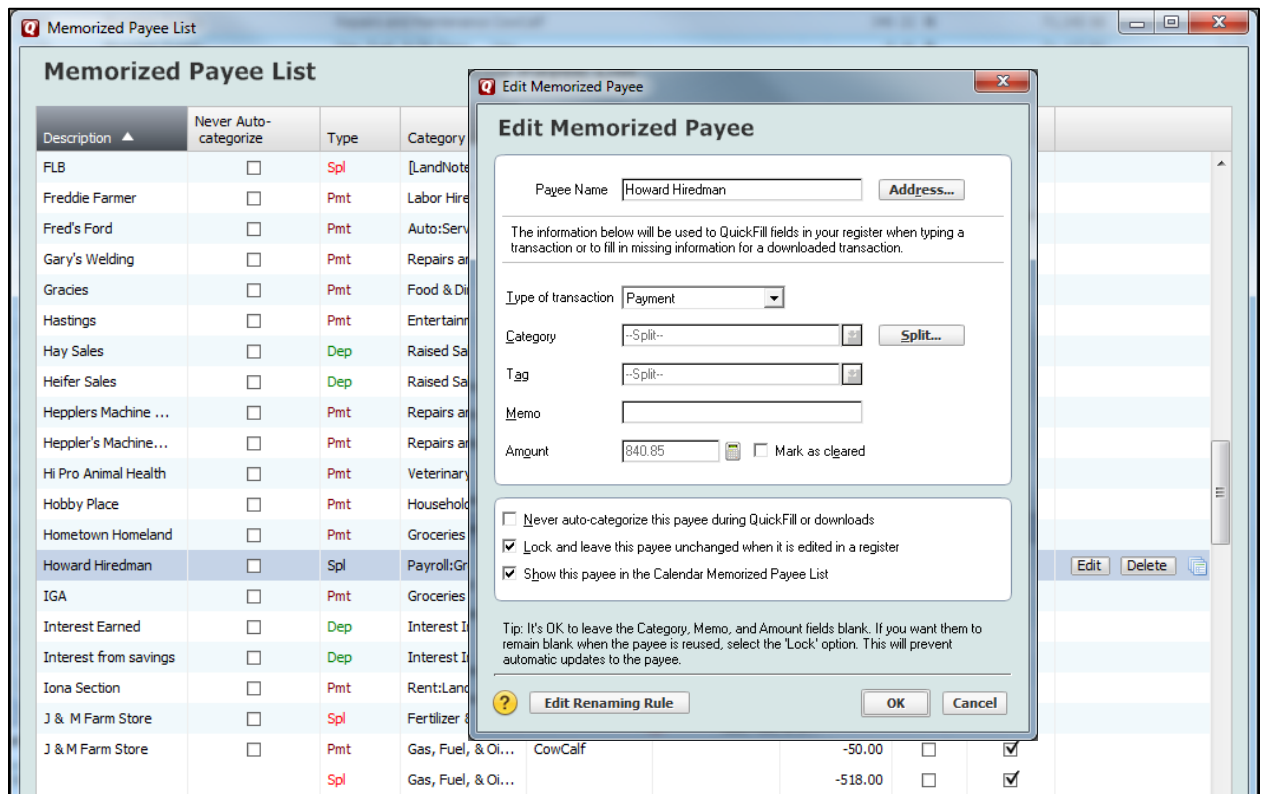 Memorized Payee List
Memorized Payee List
Description Never Auto-categorize Type Category
FLB Spl [LandNote
Freddie Farmer Pmt Labor Hire
Fred's Ford Pmt Auto:Serv
Gary's Welding Pmt Repairs ar
Gracies Pmt Food & Di
Hastings Pmt Entertainr
Hay Sales Dep Raised Sa
Heifer Sales Dep Raised Sa
Hepplers Machine ... Pmt Repairs ar
Heppler's Machine... Pmt Repairs ar
Hi Pro Animal Health Pmt Veterinary
Hobby Place Pmt Household
Hometown Homeland Pmt Groceries
Howard Hiredman Spl Payroll:Gr Edit Delete
IGA Pmt Groceries
Interest Earned Dep Interest I
Interest from savings Dep Interest I
Iona Section Pmt Rent:Land
J & M Farm Store Spl Fertilizer &
J & M Farm Store Pmt Gas, Fuel, & Oi... CowCalf -50.00
Spl Gas, Fuel, & Oi... -518.00
Edit Memorized Payee
Edit Memorized Payee
Payee Name Howard Hiredman Address...
The information below will be used to QuickFill fields in your register when typing a
transaction or to fill in missing information for a downloaded transaction.
Type of transaction Payment
Category --Split-- Split...
Tag --Split--
Memo
Amount 840.85 Mark as cleared
Never auto-categorize this payee during QuickFill or downloads
Lock and leave this payee unchanged when it is edited in a register
Show this payee in the Calendar Memorized Payee List
Tip: It's OK to leave the Category, Memo, and Amount fields blank. If you want them to
remain blank when the payee is reused, select the 'Lock' option. This will prevent
automatic updates to the payee.
? Edit Renaming Rule OK Cancel